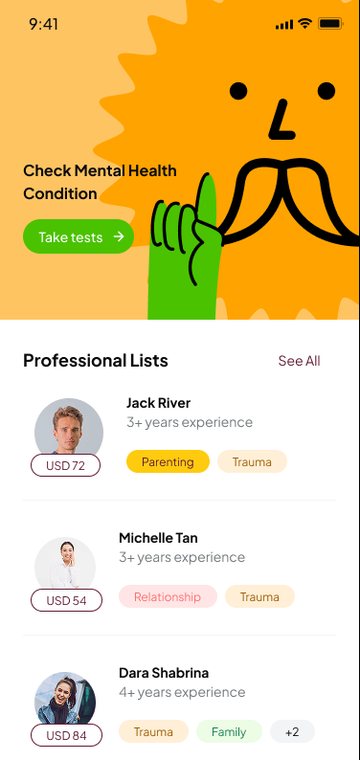 9:41
Check Mental Health
Condition
Take tests
Professional Lists
See All
Jack River
3+ years experience
USD 72
Parenting
Trauma
Michelle Tan
3+ years experience
USD 54
Relationship
Trauma
Dara Shabrina
4+ years experience
USD 84
Trauma
Family
+2